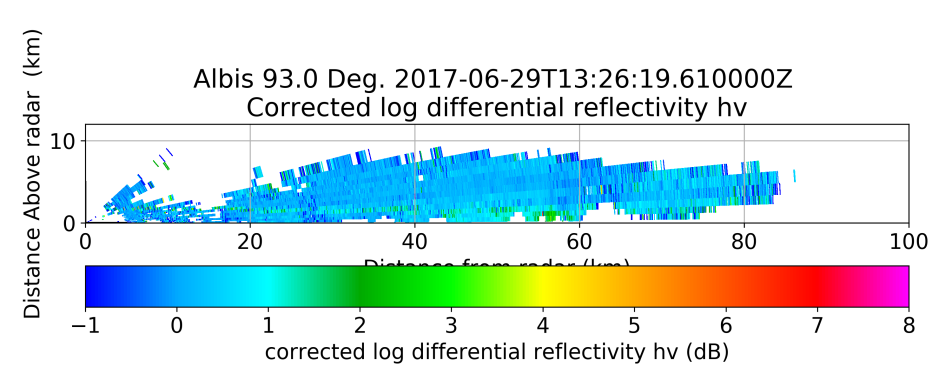 Albis 93.0 Deg. 2017-06-29T13:26:19.610000Z
Corrected log differential reflectivity hv
Distance Above radar  (km)
10
0
0 20 40 60 80 100
Distance from radar (km)
−1 0 1 2 3 4 5 6 7 8
corrected log differential reflectivity hv (dB)